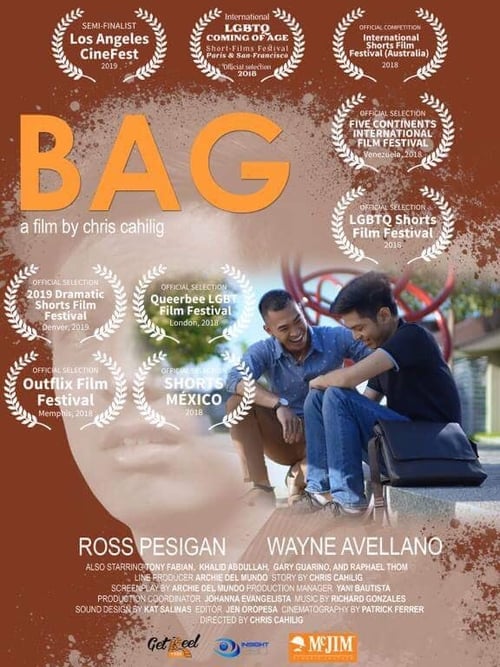 SEMI-FINALIST
Los Angeles
CineFest
2019
International
LGBTQ
COMING OF AGE
Short-Films Festival
Paris & San-Francisco
Official selection
2018
OFFICIAL COMPETITION
International
Shorts Film
Festival (Australia)
2018
OFFICIAL SELECTION
FIVE CONTINENTS
INTERNATIONAL
FILM FESTIVAL
Venezuela, 2018
BAG
a film by chris cahilig
OFFICIAL SELECTION
LGBTQ Shorts
Film Festival
2018
OFFICIAL SELECTION
2019 Dramatic
Shorts Film
Festival
Denver, 2019
OFFICIAL SELECTION
Queerbee LGBT
Film Festival
London, 2018
OFFICIAL SELECTION
Outflix Film
Festival
Memphis, 2018
OFFICIAL SELECTION
SHORTS
MÉXICO
2018
ROSS PESIGAN WAYNE AVELLANO
ALSO STARRING TONY FABIAN, KHALID ABDULLAH, GARY GUARINO, AND RAPHAEL THOM
LINE PRODUCER ARCHIE DEL MUNDO STORY BY CHRIS CAHILIG
SCREENPLAY BY ARCHIE DEL MUNDO PRODUCTION MANAGER YANI BAUTISTA
PRODUCTION COORDINATOR JOHANNA EVANGELISTA MUSIC BY RICHARD GONZALES
SOUND DESIGN BY KAT SALINAS EDITOR JEN OROPESA CINEMATOGRAPHY BY PATRICK FERRER
DIRECTED BY CHRIS CAHILIG
Get Reel
INSIGHT
McJIM